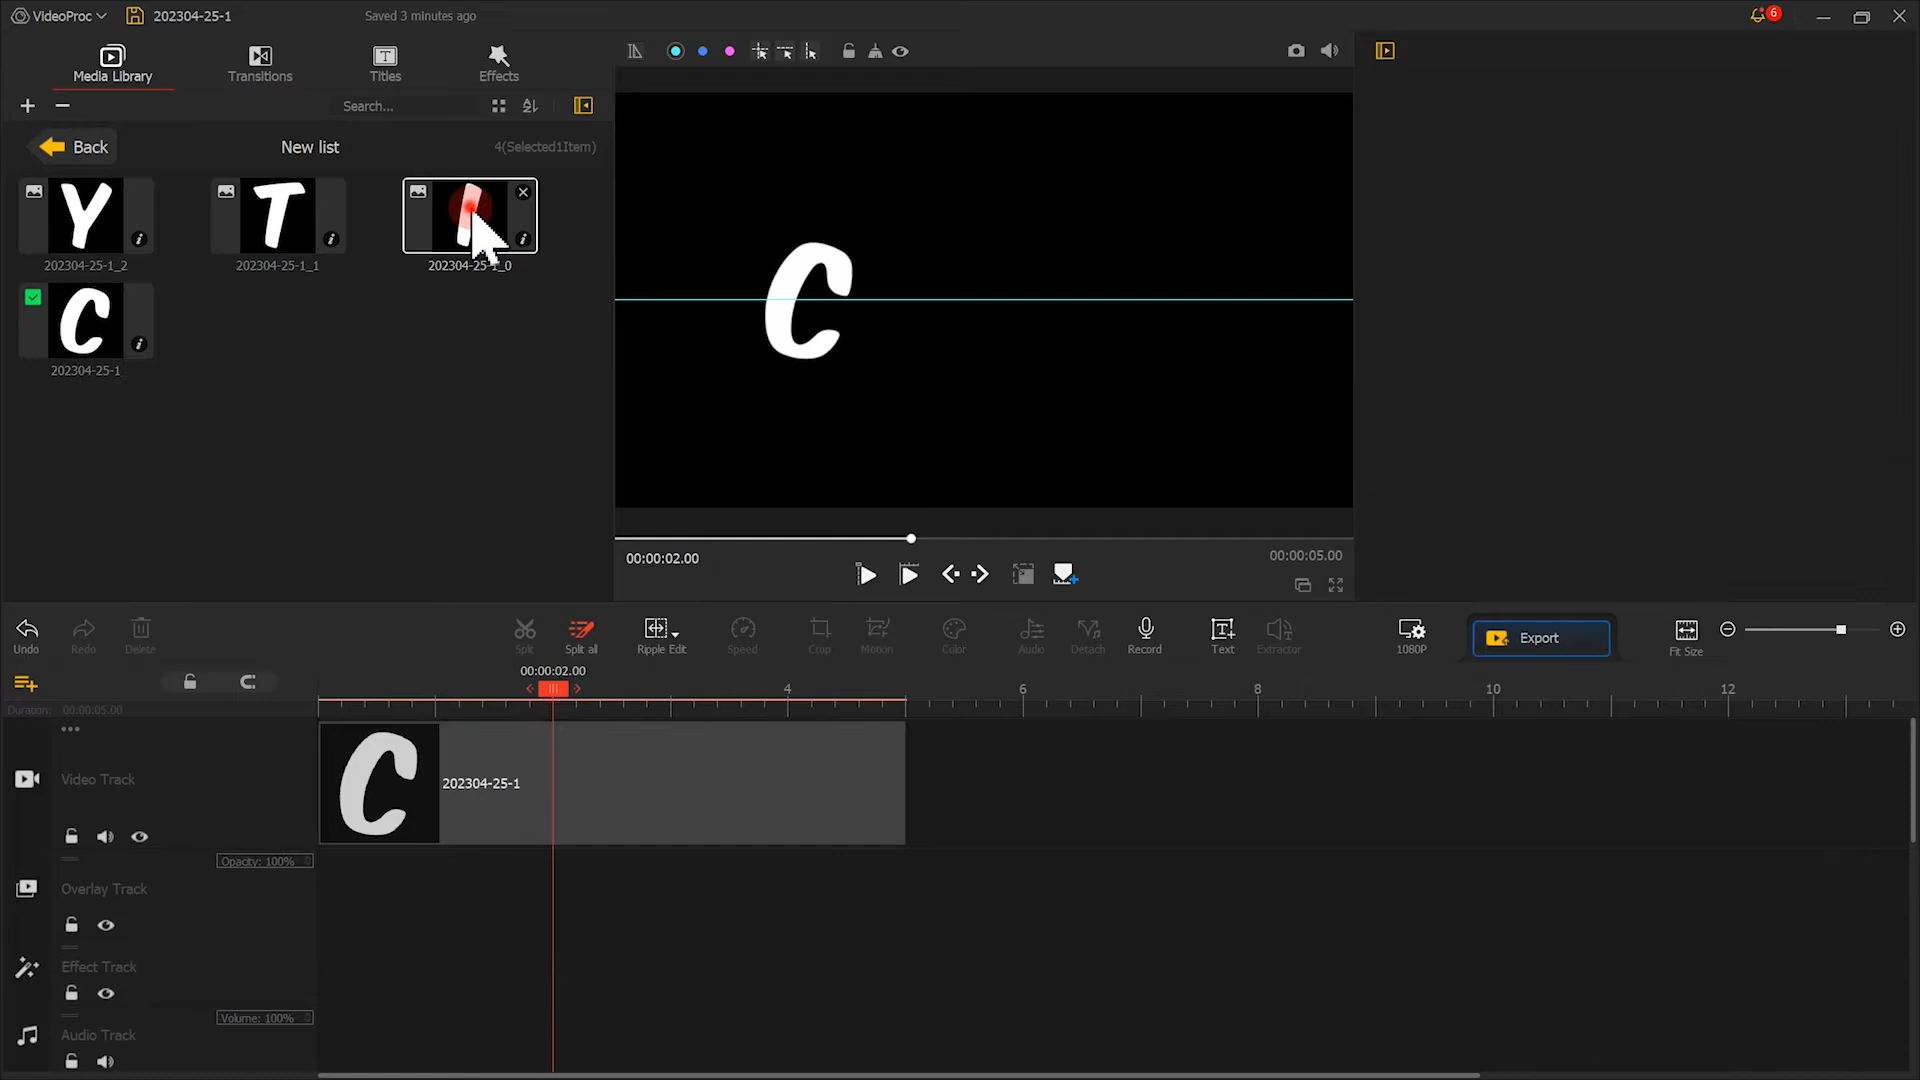 VideoProc 202304-25-1 Saved 3 minutes ago 6
Media Library Transitions Titles Effects
Search...
Back New list 4(Selected1Item)
Y T I
202304-25-1_2 202304-25-1_1 202304-25-1_0
C
202304-25-1
C
00:00:02.00 00:00:05.00
Undo Redo Delete Split Split all Ripple Edit Speed Crop Motion Color Audio Detach Record Text Extractor 1080P Export Fit Size
00:00:02.00
4 6 8 10 12
Duration: 00:00:05.00
C 202304-25-1
Video Track
Opacity: 100%
Overlay Track
Effect Track
Volume: 100%
Audio Track